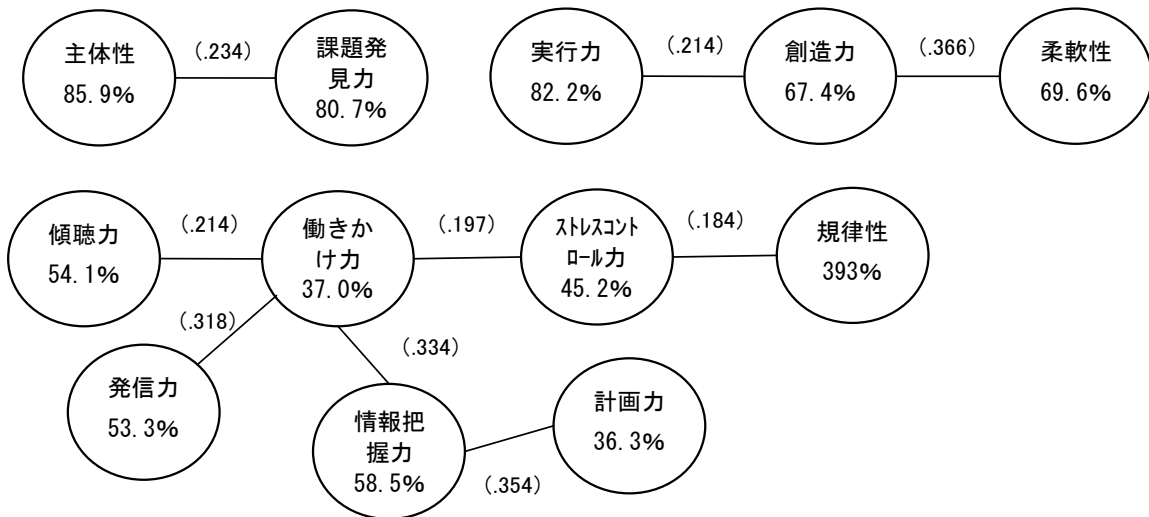 主体性
85.9%
(.234)
課題発
見力
80.7%
実行力
82.2%
(.214)
創造力
67.4%
(.366)
柔軟性
69.6%
傾聴力
54.1%
(.214)
働きか
け力
37.0%
(.197)
ストレスコント
ロール力
45.2%
(.184)
規律性
393%
(.318)
発信力
53.3%
(.334)
情報把
握力
58.5%
(.354)
計画力
36.3%